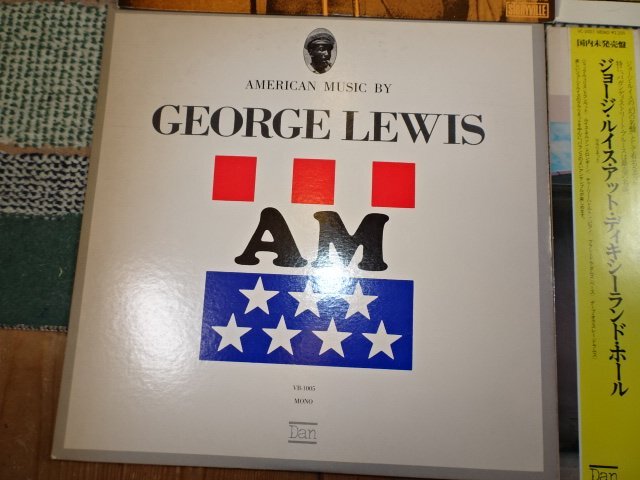 STORYVILLE
AMERICAN MUSIC BY
GEORGE LEWIS
AM
VB-1005
MONO
Dan
国内未発売盤
ジョージ・ルイス・アット・ディキシーランド・ホール
Dan